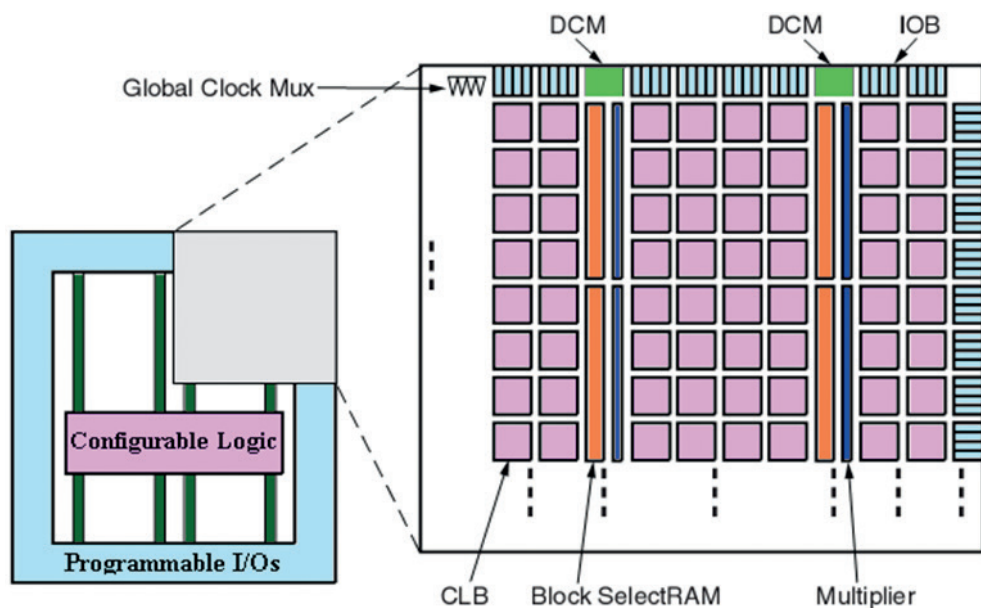 DCM
DCM
IOB
Global Clock Mux
Configurable Logic
Programmable I/Os
CLB
Block SelectRAM
Multiplier